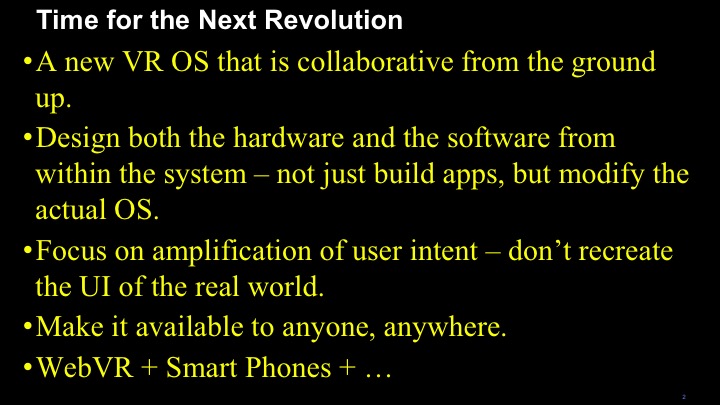 Time for the Next Revolution
•A new VR OS that is collaborative from the ground
up.
•Design both the hardware and the software from
within the system – not just build apps, but modify the
actual OS.
•Focus on amplification of user intent – don’t recreate
the UI of the real world.
•Make it available to anyone, anywhere.
•WebVR + Smart Phones + …
2